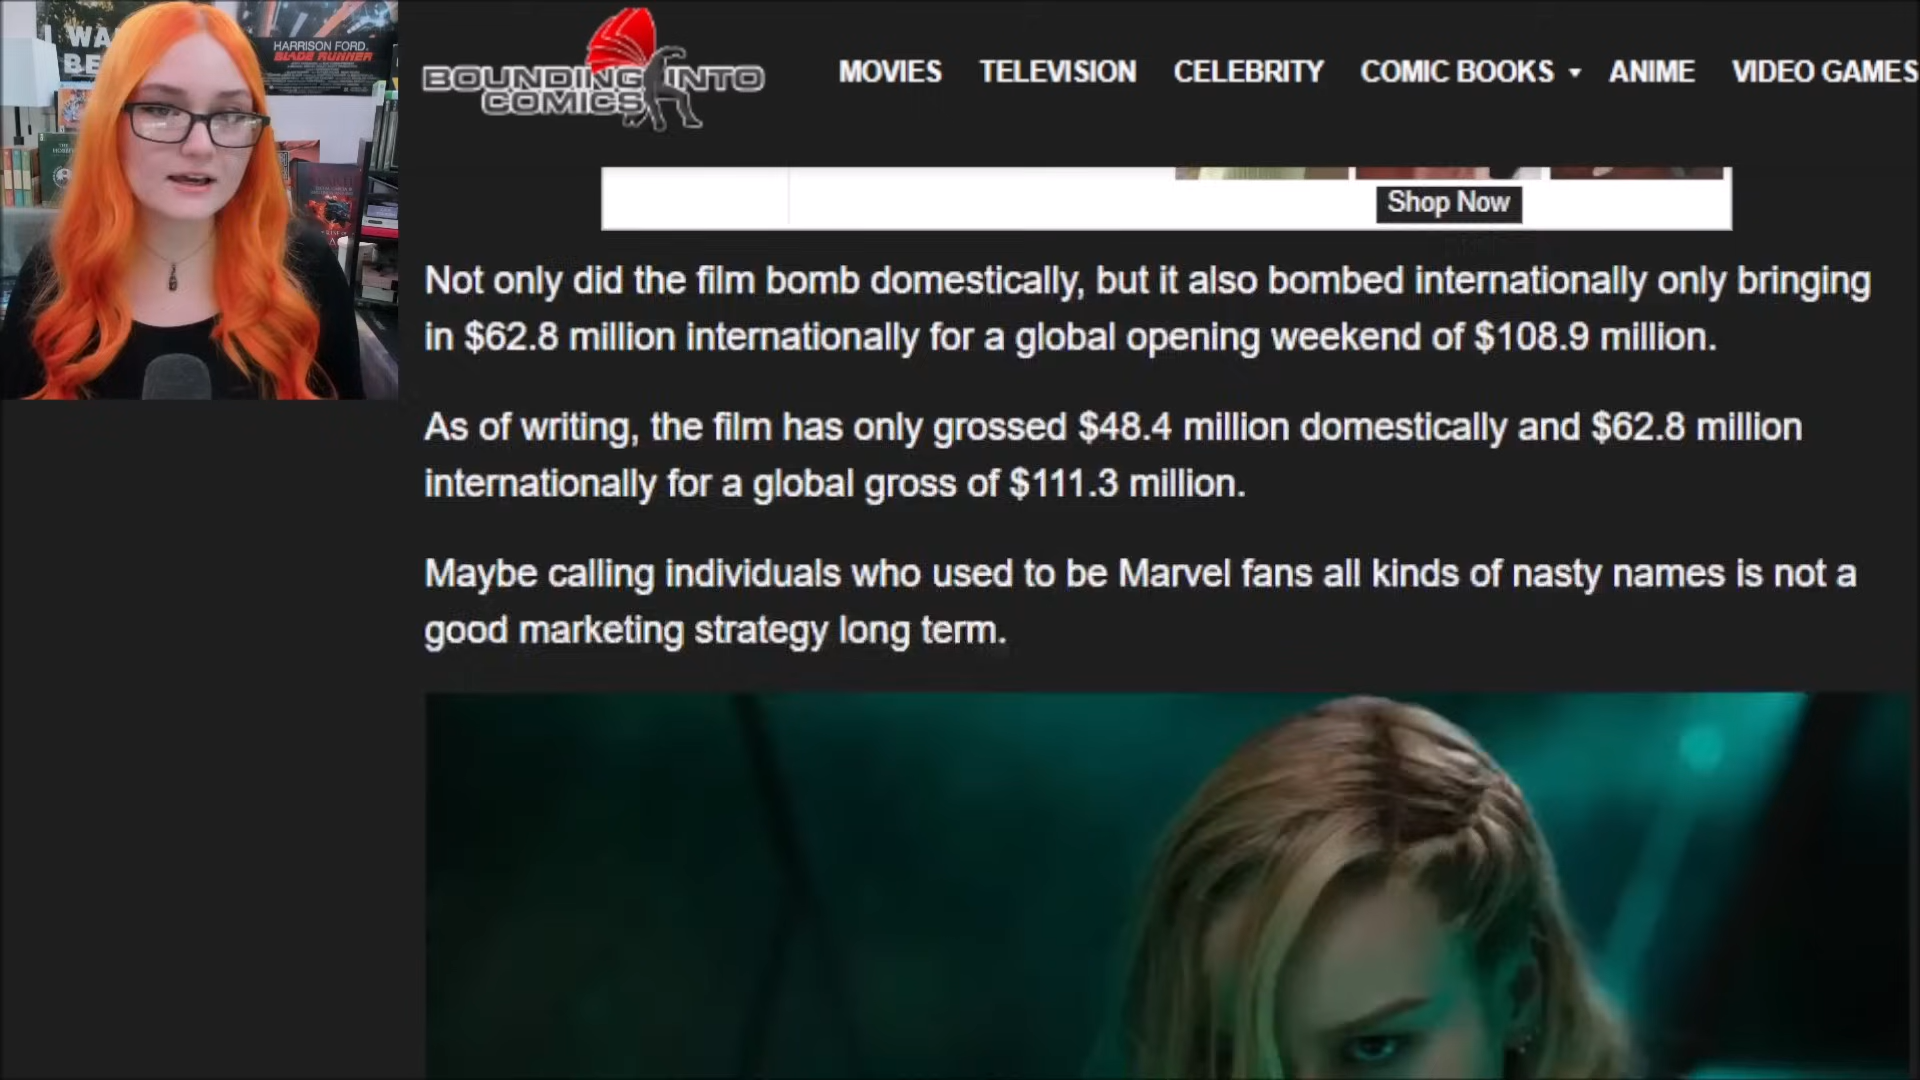 I WA
BE
HARRISON FORD.
BLADE RUNNER
BOUNDING INTO
COMICS
MOVIES TELEVISION CELEBRITY COMIC BOOKS ANIME VIDEO GAMES
Shop Now
Not only did the film bomb domestically, but it also bombed internationally only bringing
in $62.8 million internationally for a global opening weekend of $108.9 million.
As of writing, the film has only grossed $48.4 million domestically and $62.8 million
internationally for a global gross of $111.3 million.
Maybe calling individuals who used to be Marvel fans all kinds of nasty names is not a
good marketing strategy long term.